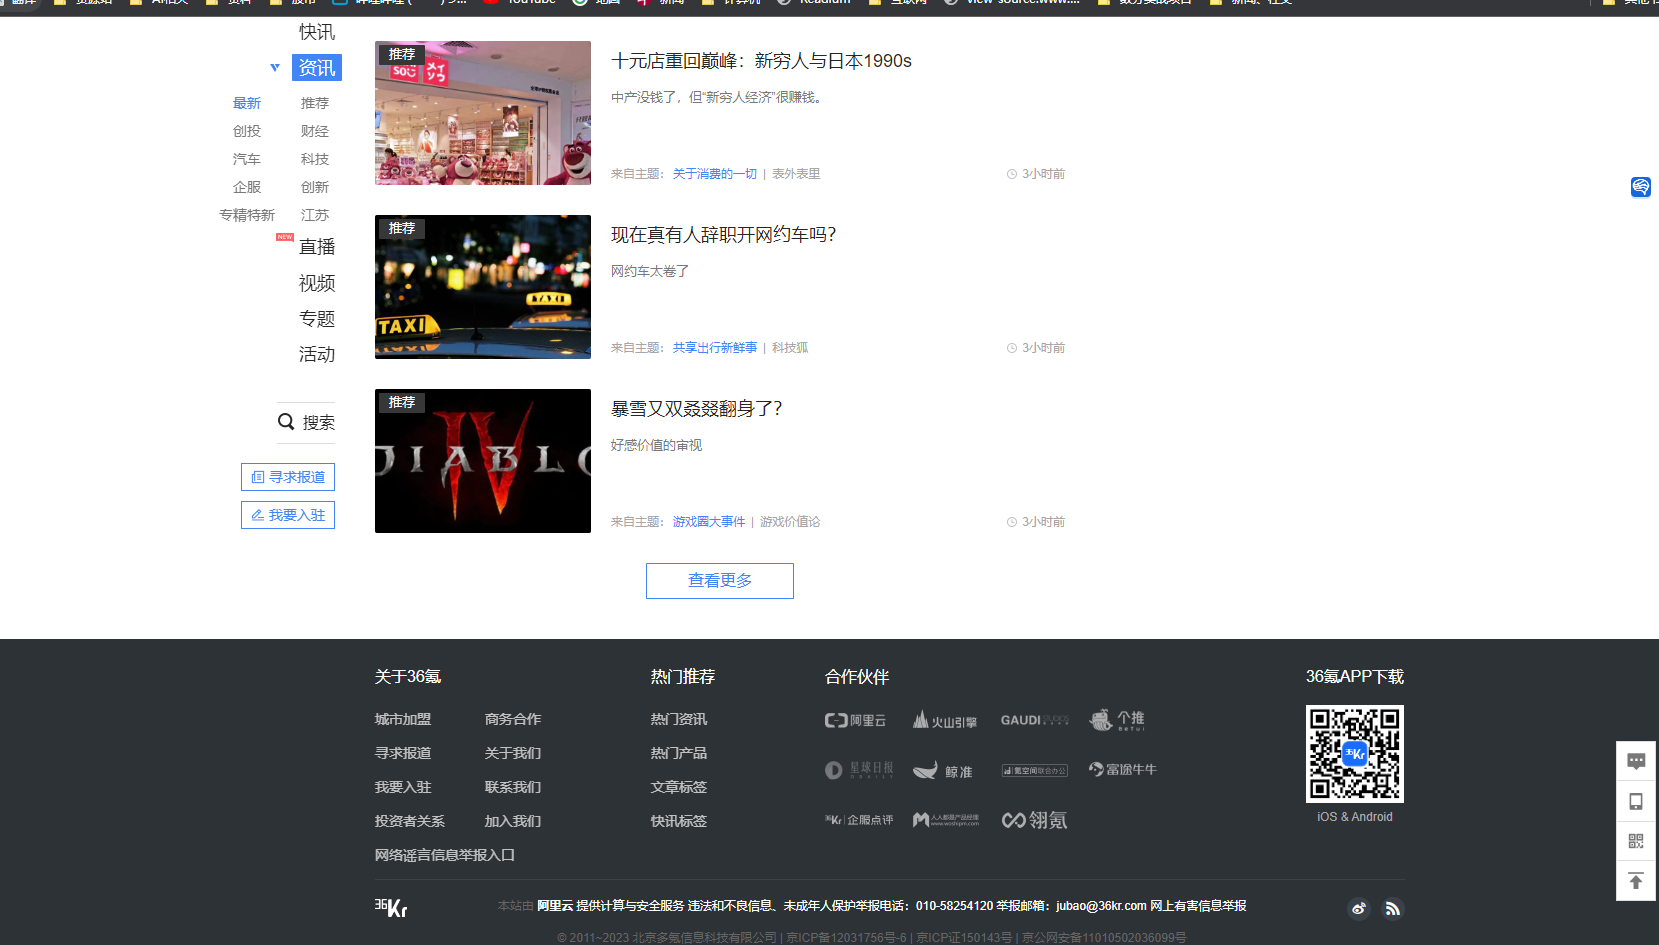 YouTube
Readium
快讯
资讯
最新 推荐
创投 财经
汽车 科技
企服 创新
专精特新 江苏
NEW
直播
视频
专题
活动
搜索
寻求报道
我要入驻
推荐
十元店重回巅峰：新穷人与日本1990s
中产没钱了，但“新穷人经济”很赚钱。
来自主题：关于消费的一切 | 表外表里
3小时前
推荐
TAXI
TAXI
现在真有人辞职开网约车吗？
网约车太卷了
来自主题：共享出行新鲜事 | 科技狐
3小时前
推荐
DIABLO
IV
暴雪又双叒叕翻身了？
好感价值的审视
来自主题：游戏圈大事件 | 游戏价值论
3小时前
查看更多
关于36氪
城市加盟 商务合作
寻求报道 关于我们
我要入驻 联系我们
投资者关系 加入我们
网络谣言信息举报入口
热门推荐
热门资讯
热门产品
文章标签
快讯标签
合作伙伴
阿里云 火山引擎 GAUDI 个推
星球日报 鲸准 氪空间联合办公 富途牛牛
36Kr 企服点评 人人都是产品经理 翎氪
36氪APP下载
36Kr
iOS & Android
36Kr
本站由 阿里云 提供计算与安全服务 违法和不良信息、未成年人保护举报电话：010-58254120 举报邮箱：jubao@36kr.com 网上有害信息举报
© 2011~2023 北京多氪信息科技有限公司 | 京ICP备12031756号-6 | 京ICP证150143号 | 京公网安备11010502036099号